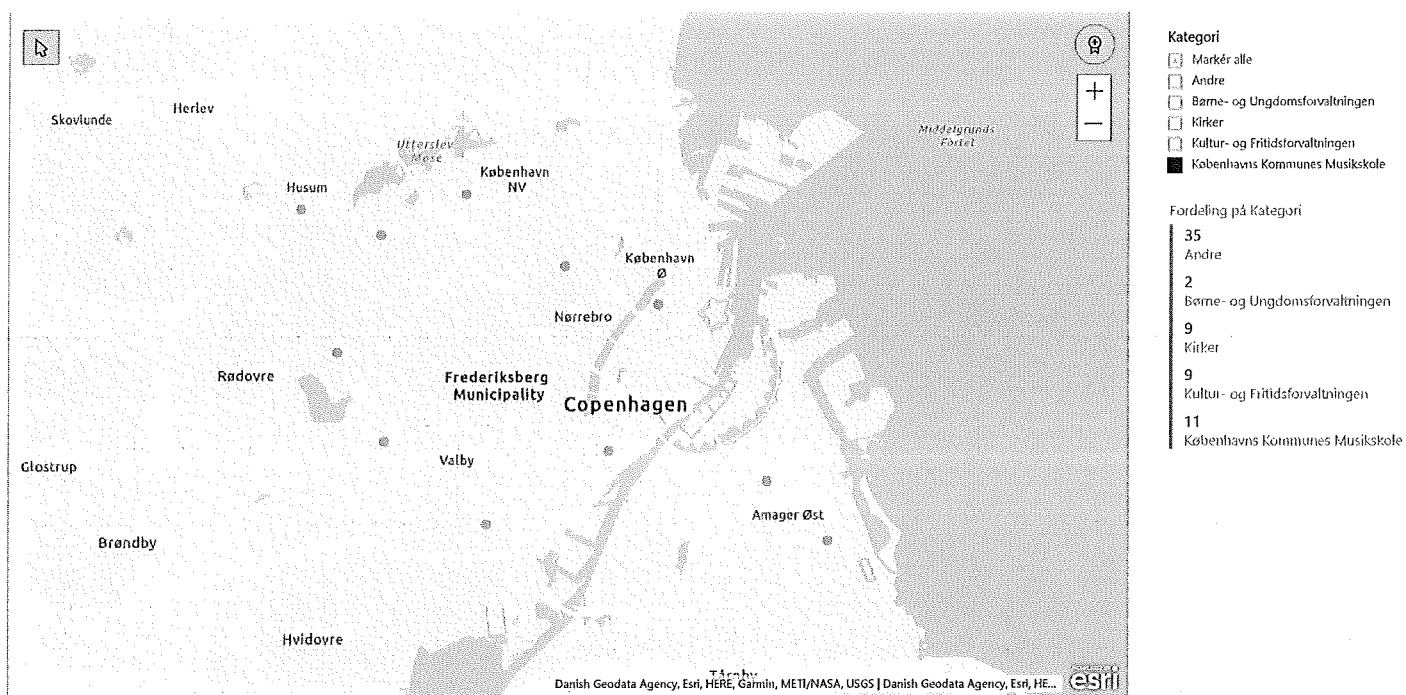 Skovlunde
Herlev
Utterslev
Mose
København
NV
Husum
Middelgrunds
Fortet
København
Ø
Nørrebro
Rødovre
Frederiksberg
Municipality
Copenhagen
Glostrup
Valby
Amager Øst
Brøndby
Hvidovre
Tårnby
Danish Geodata Agency, Esri, HERE, Garmin, METI/NASA, USGS | Danish Geodata Agency, Esri, HE...
esri
Kategori
Markér alle
Andre
Børne- og Ungdomsforvaltningen
Kirker
Kultur- og Fritidsforvaltningen
Københavns Kommunes Musikskole
Fordeling på Kategori
35
Andre
2
Børne- og Ungdomsforvaltningen
9
Kirker
9
Kultur- og Fritidsforvaltningen
11
Københavns Kommunes Musikskole